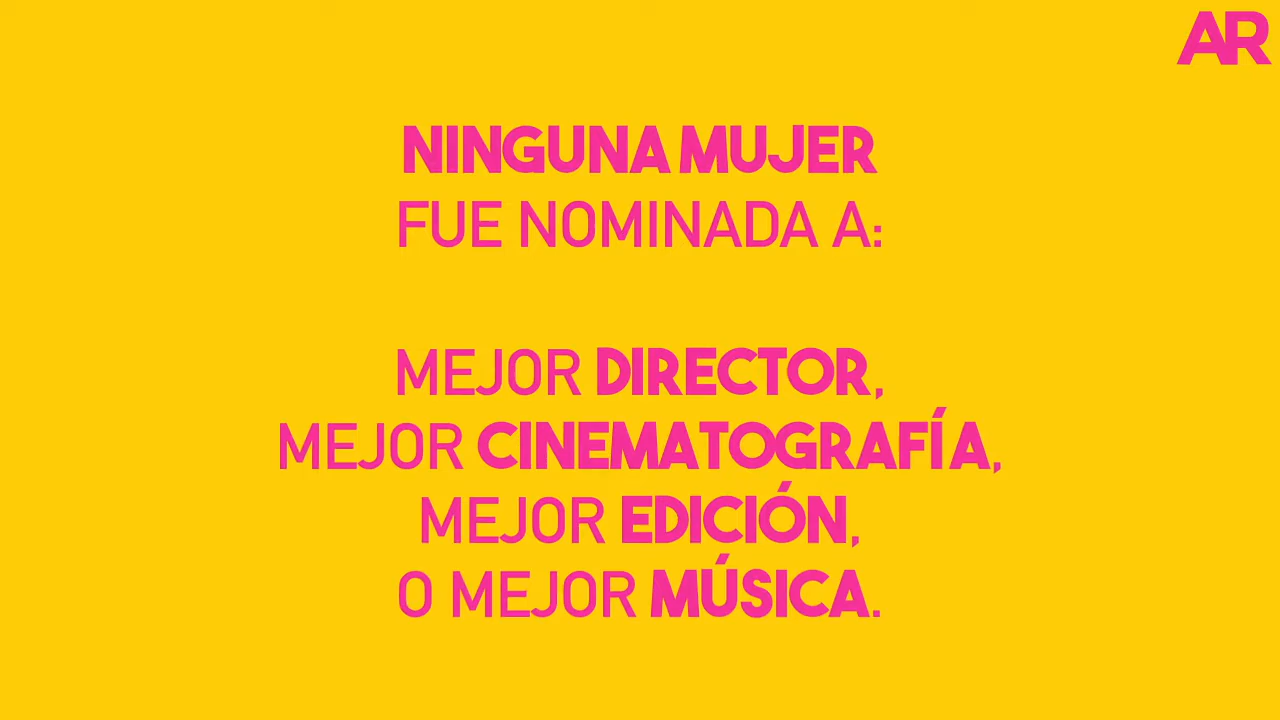 AR
NINGUNA MUJER
FUE NOMINADA A:
MEJOR DIRECTOR,
MEJOR CINEMATOGRAFÍA,
MEJOR EDICIÓN,
O MEJOR MÚSICA.